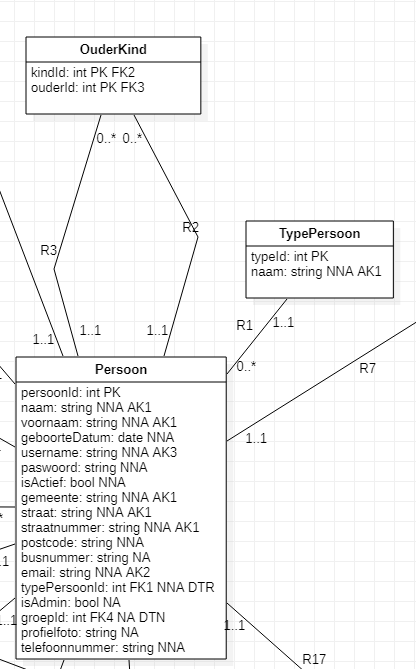 OuderKind
kindId: int PK FK2
ouderId: int PK FK3
0..* 0..*
R2
TypePersoon
typeId: int PK
naam: string NNA AK1
R3
R1
1..1
1..1
1..1
1..1
0..*
R7
Persoon
1..1
persoonId: int PK
naam: string NNA AK1
voornaam: string NNA AK1
geboorteDatum: date NNA
username: string NNA AK3
paswoord: string NNA
isActief: bool NNA
gemeente: string NNA AK1
straat: string NNA AK1
straatnummer: string NNA AK1
postcode: string NNA
busnummer: string NA
email: string NNA AK2
typePersoonId: int FK1 NNA DTR
isAdmin: bool NA
groepId: int FK4 NA DTN
profielfoto: string NA
telefoonnummer: string NNA
1..1
R17